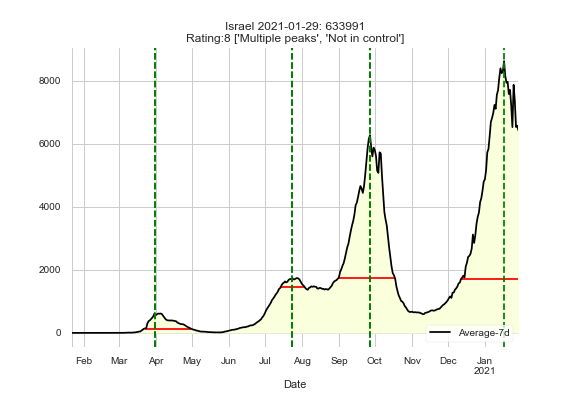 Israel 2021-01-29: 633991
Rating:8 ['Multiple peaks', 'Not in control']
8000
6000
4000
2000
0
Average-7d
Feb Mar Apr May Jun Jul Aug Sep Oct Nov Dec Jan
2021
Date